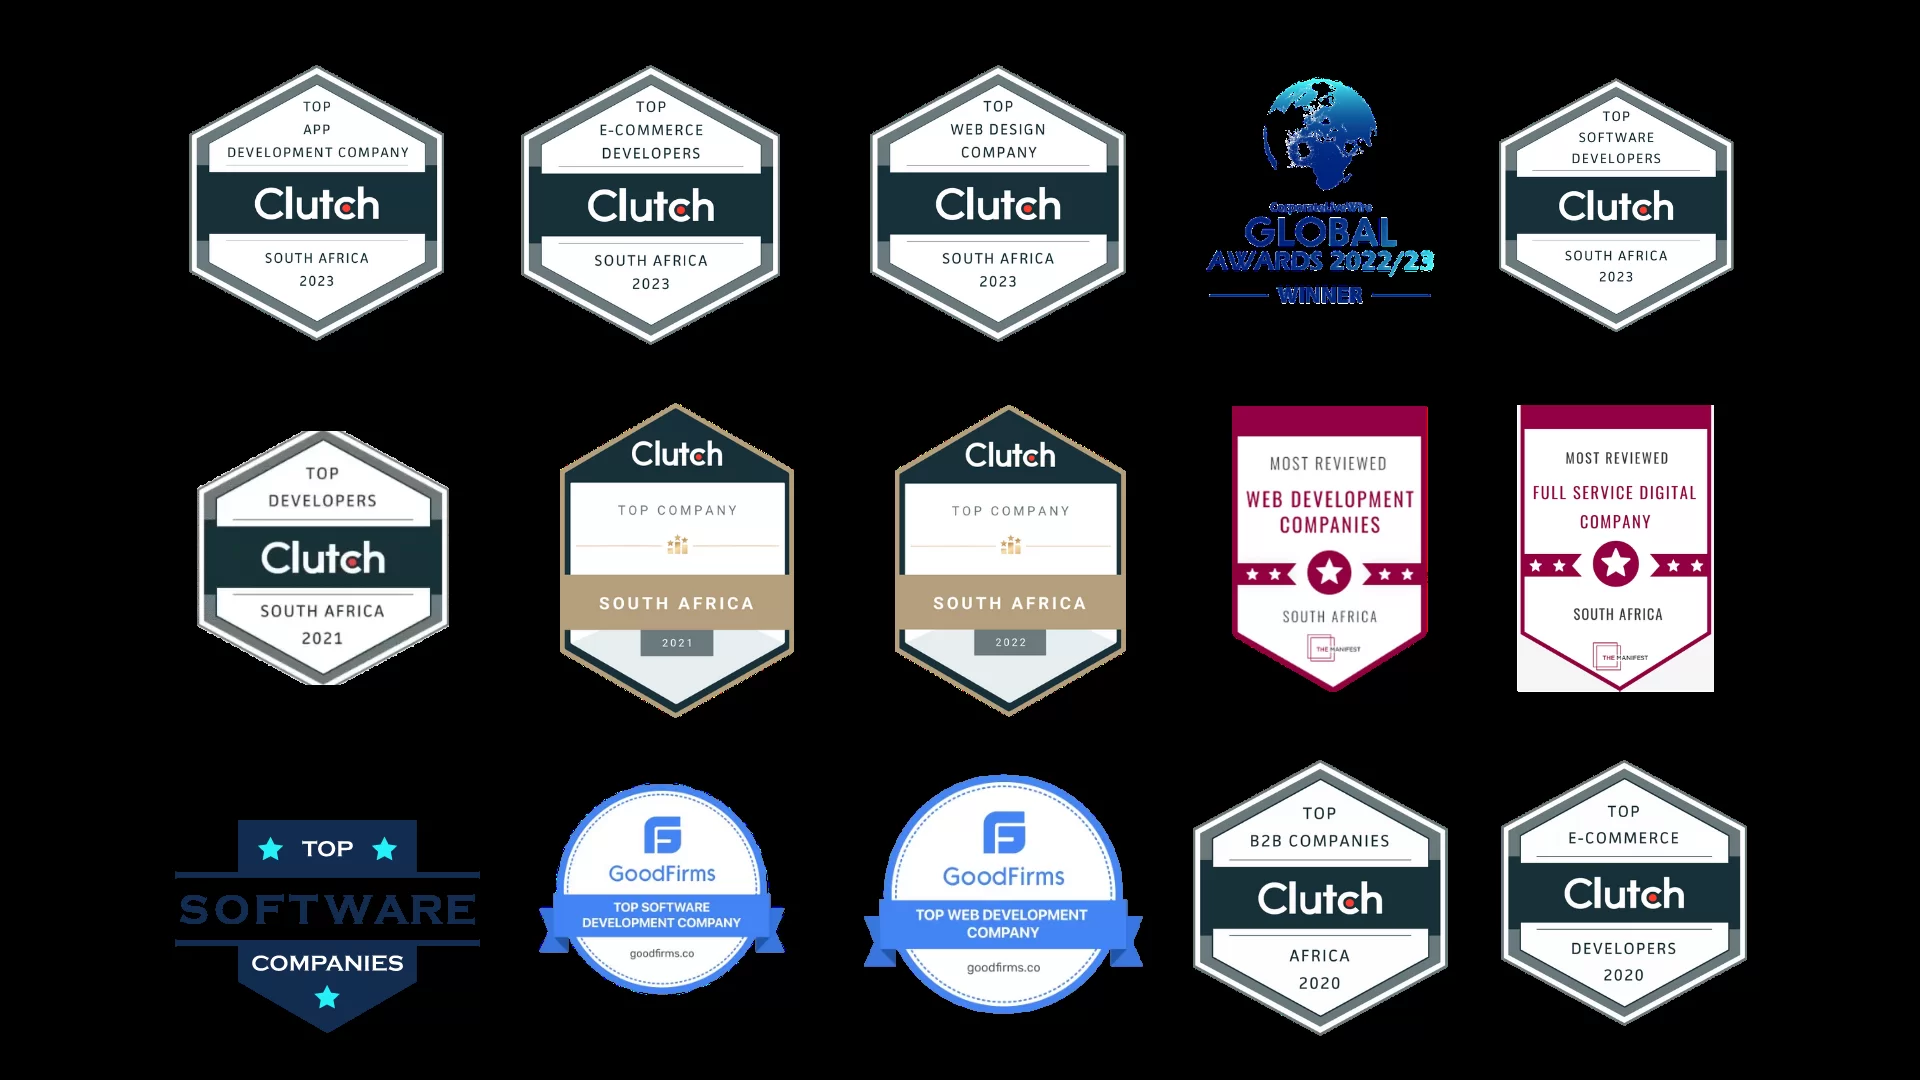 TOP
APP
DEVELOPMENT COMPANY
Clutch
SOUTH AFRICA
2023
TOP
E-COMMERCE
DEVELOPERS
Clutch
SOUTH AFRICA
2023
TOP
WEB DESIGN
COMPANY
Clutch
SOUTH AFRICA
2023
CorporateLiveWire
GLOBAL
AWARDS 2022/23
WINNER
TOP
SOFTWARE
DEVELOPERS
Clutch
SOUTH AFRICA
2023
TOP
DEVELOPERS
Clutch
SOUTH AFRICA
2021
Clutch
TOP COMPANY
SOUTH AFRICA
2021
Clutch
TOP COMPANY
SOUTH AFRICA
2022
MOST REVIEWED
WEB DEVELOPMENT
COMPANIES
SOUTH AFRICA
THE MANIFEST
MOST REVIEWED
FULL SERVICE DIGITAL
COMPANY
SOUTH AFRICA
THE MANIFEST
TOP
SOFTWARE
COMPANIES
GoodFirms
TOP SOFTWARE
DEVELOPMENT COMPANY
goodfirms.co
GoodFirms
TOP WEB DEVELOPMENT
COMPANY
goodfirms.co
TOP
B2B COMPANIES
Clutch
AFRICA
2020
TOP
E-COMMERCE
Clutch
DEVELOPERS
2020